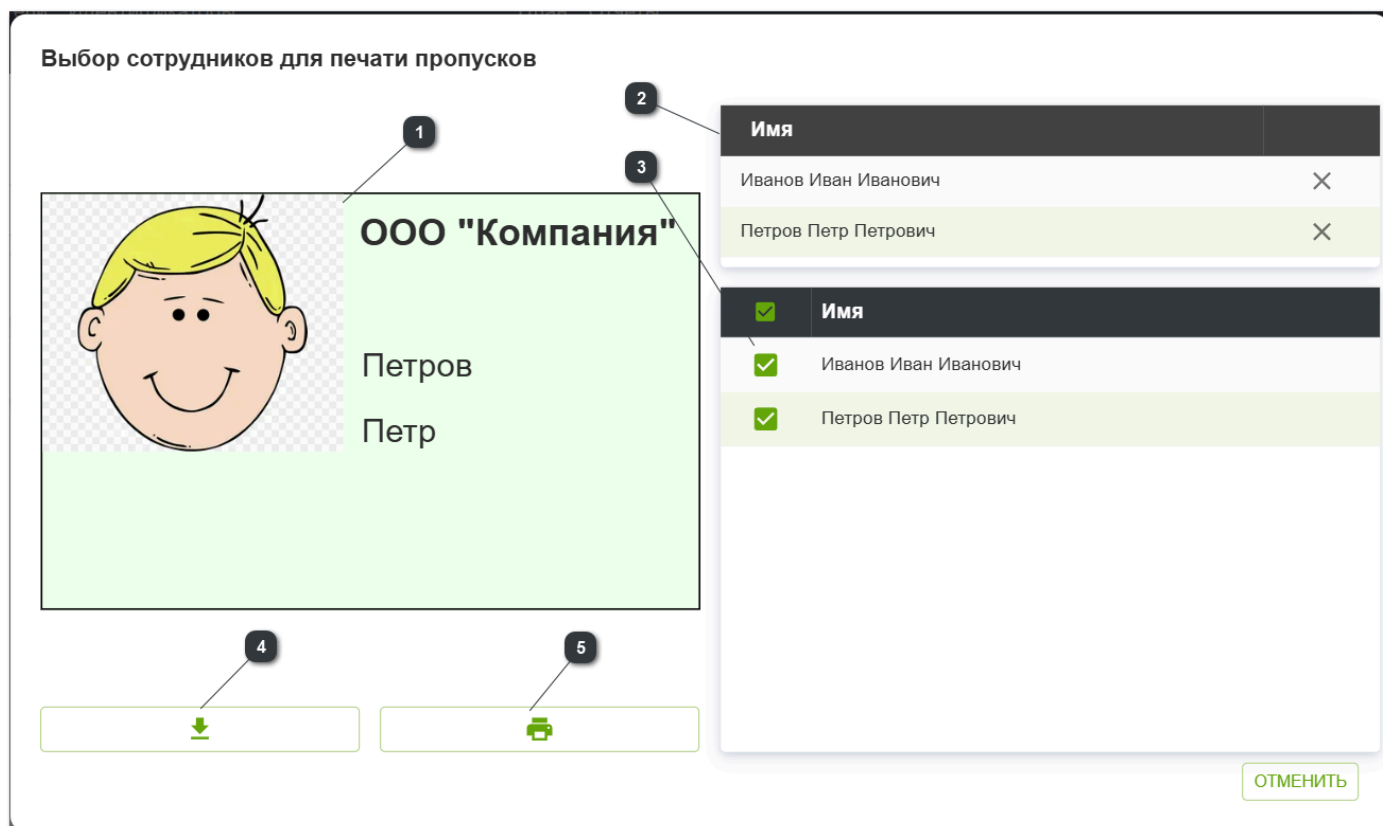 Выбор сотрудников для печати пропусков
1
ООО "Компания"
Петров
Петр
4
5
2
Имя
Иванов Иван Иванович
Петров Петр Петрович
3
Имя
Иванов Иван Иванович
Петров Петр Петрович
ОТМЕНИТЬ